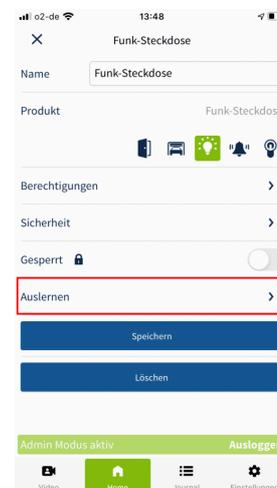 o2-de 13:48
Funk-Steckdose
Name Funk-Steckdose
Produkt Funk-Steckdos
Berechtigungen
Sicherheit
Gesperrt
Auslernen
Speichern
Löschen
Admin Modus aktiv Auslogge
Video Home Journal Einstellungen